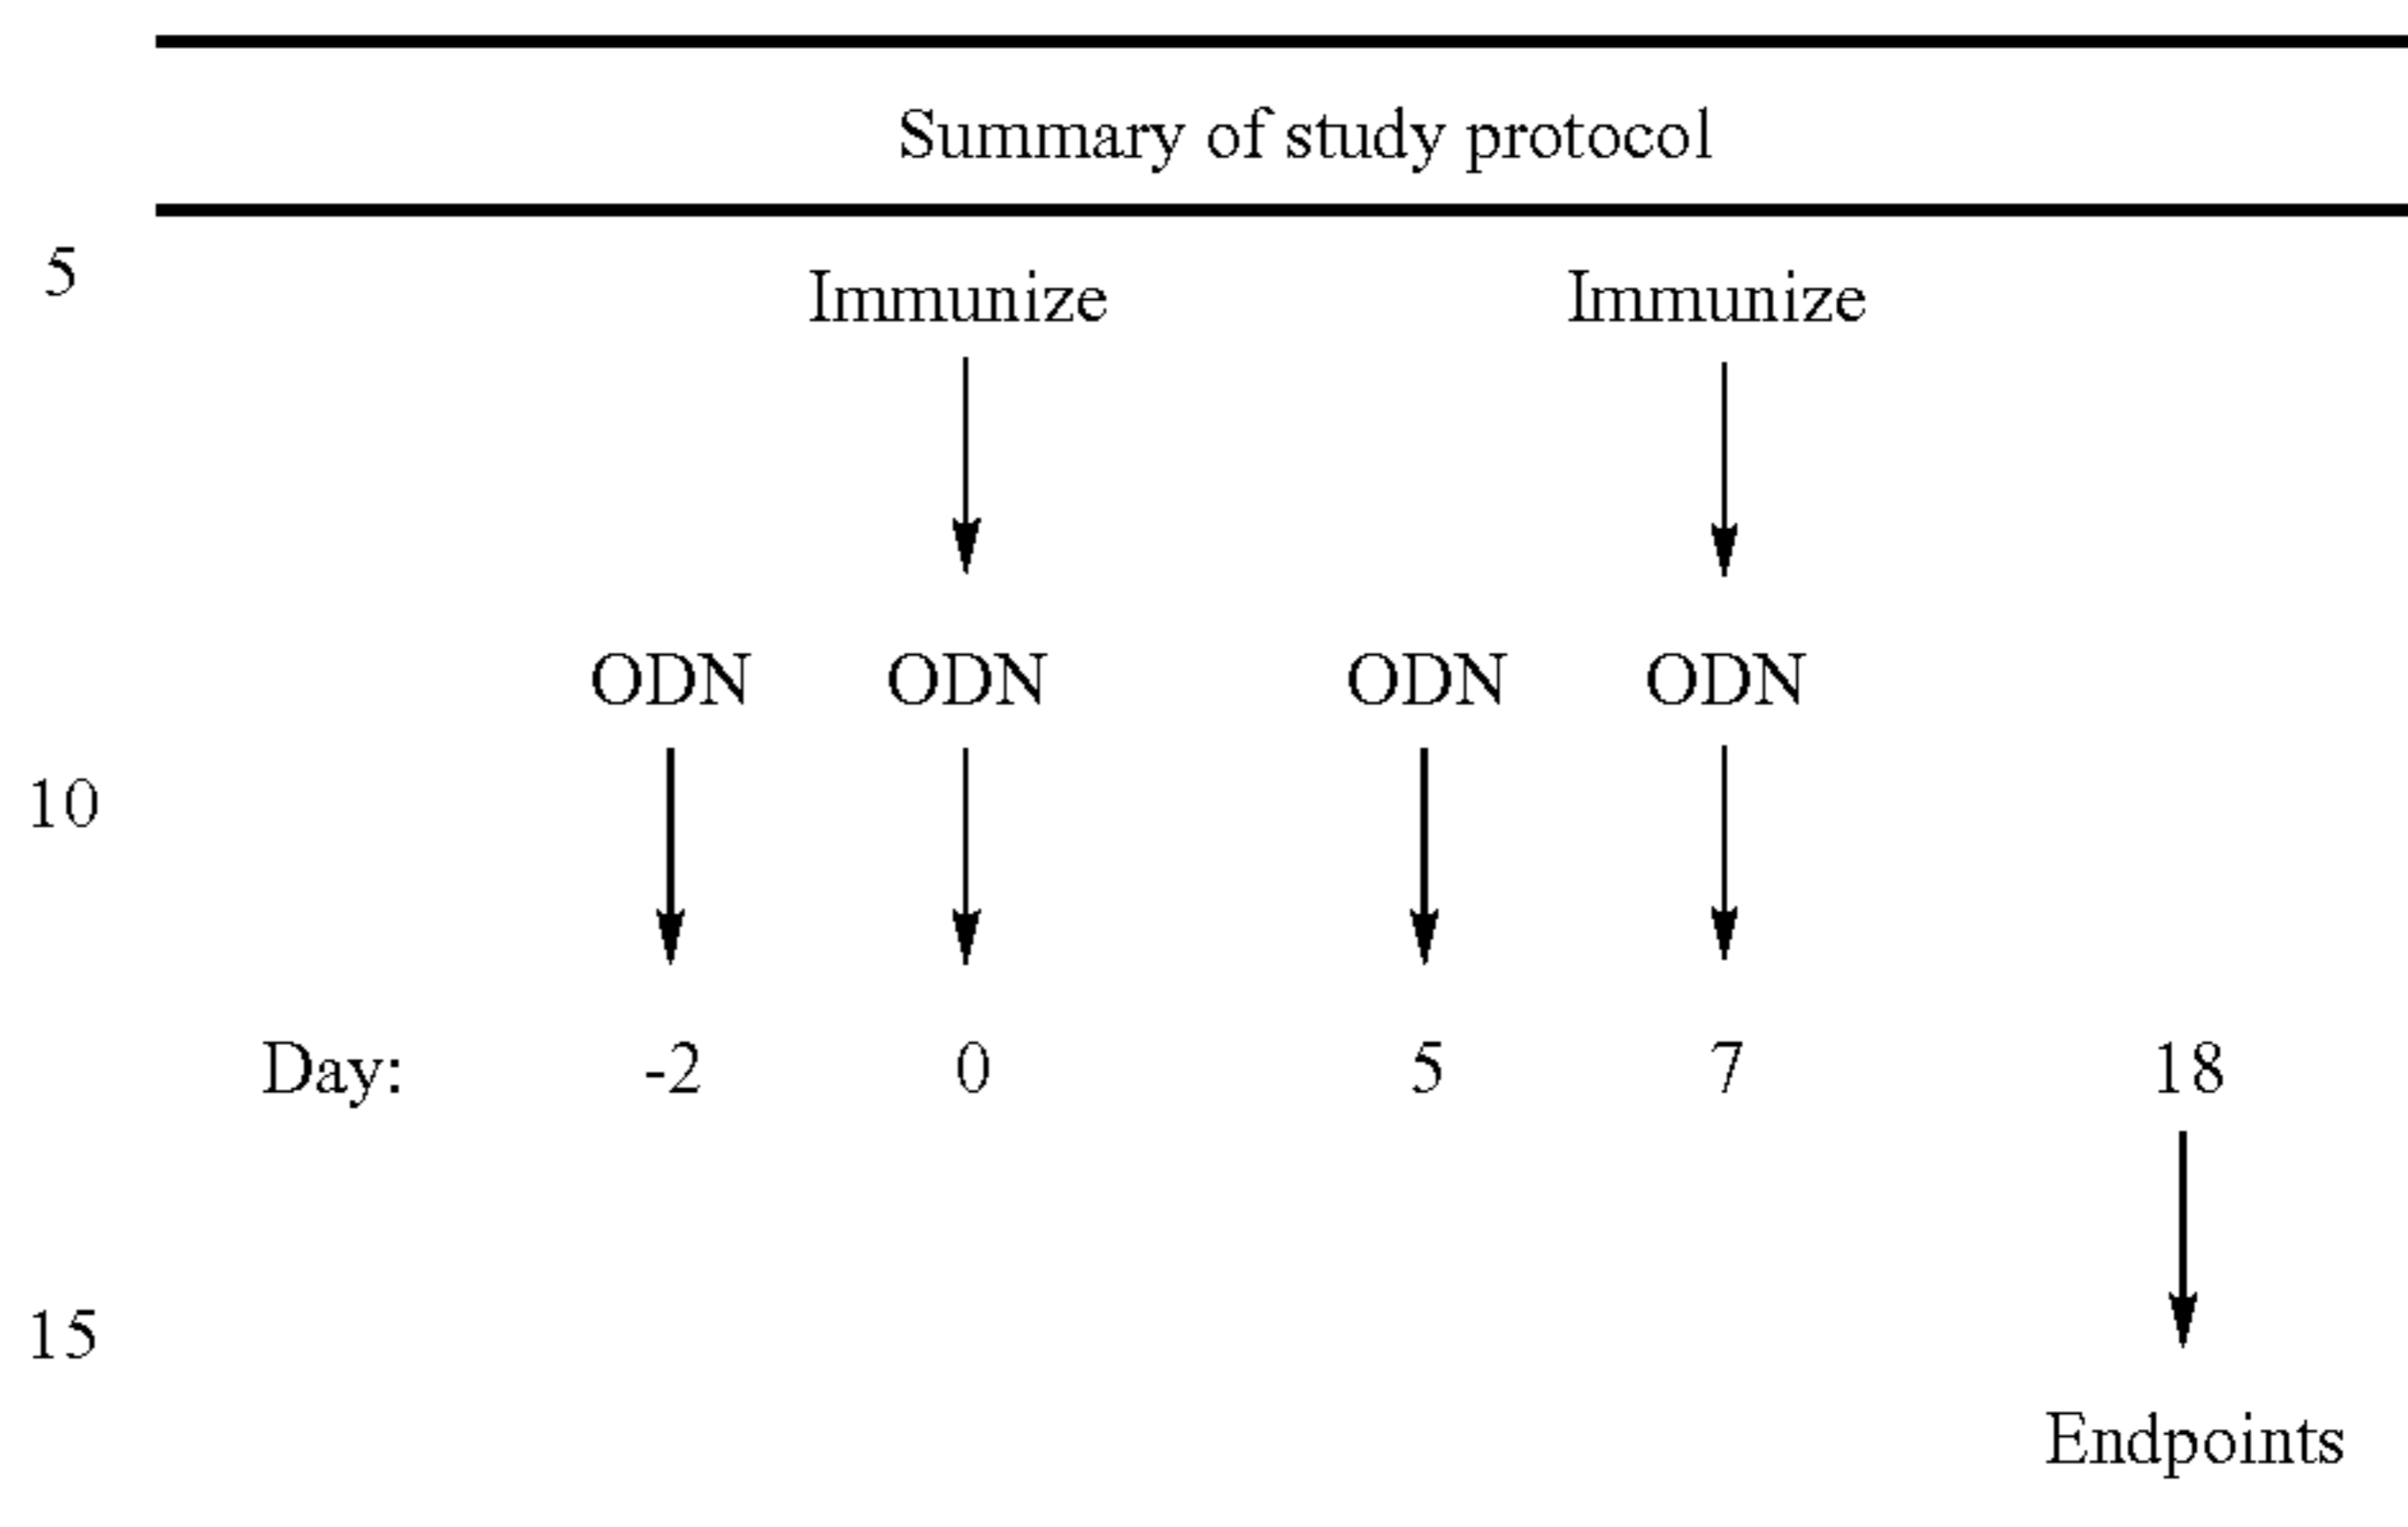 Summary of study protocol
5
Immunize Immunize
ODN ODN ODN ODN
10
Day: -2 0 5 7 18
15
Endpoints